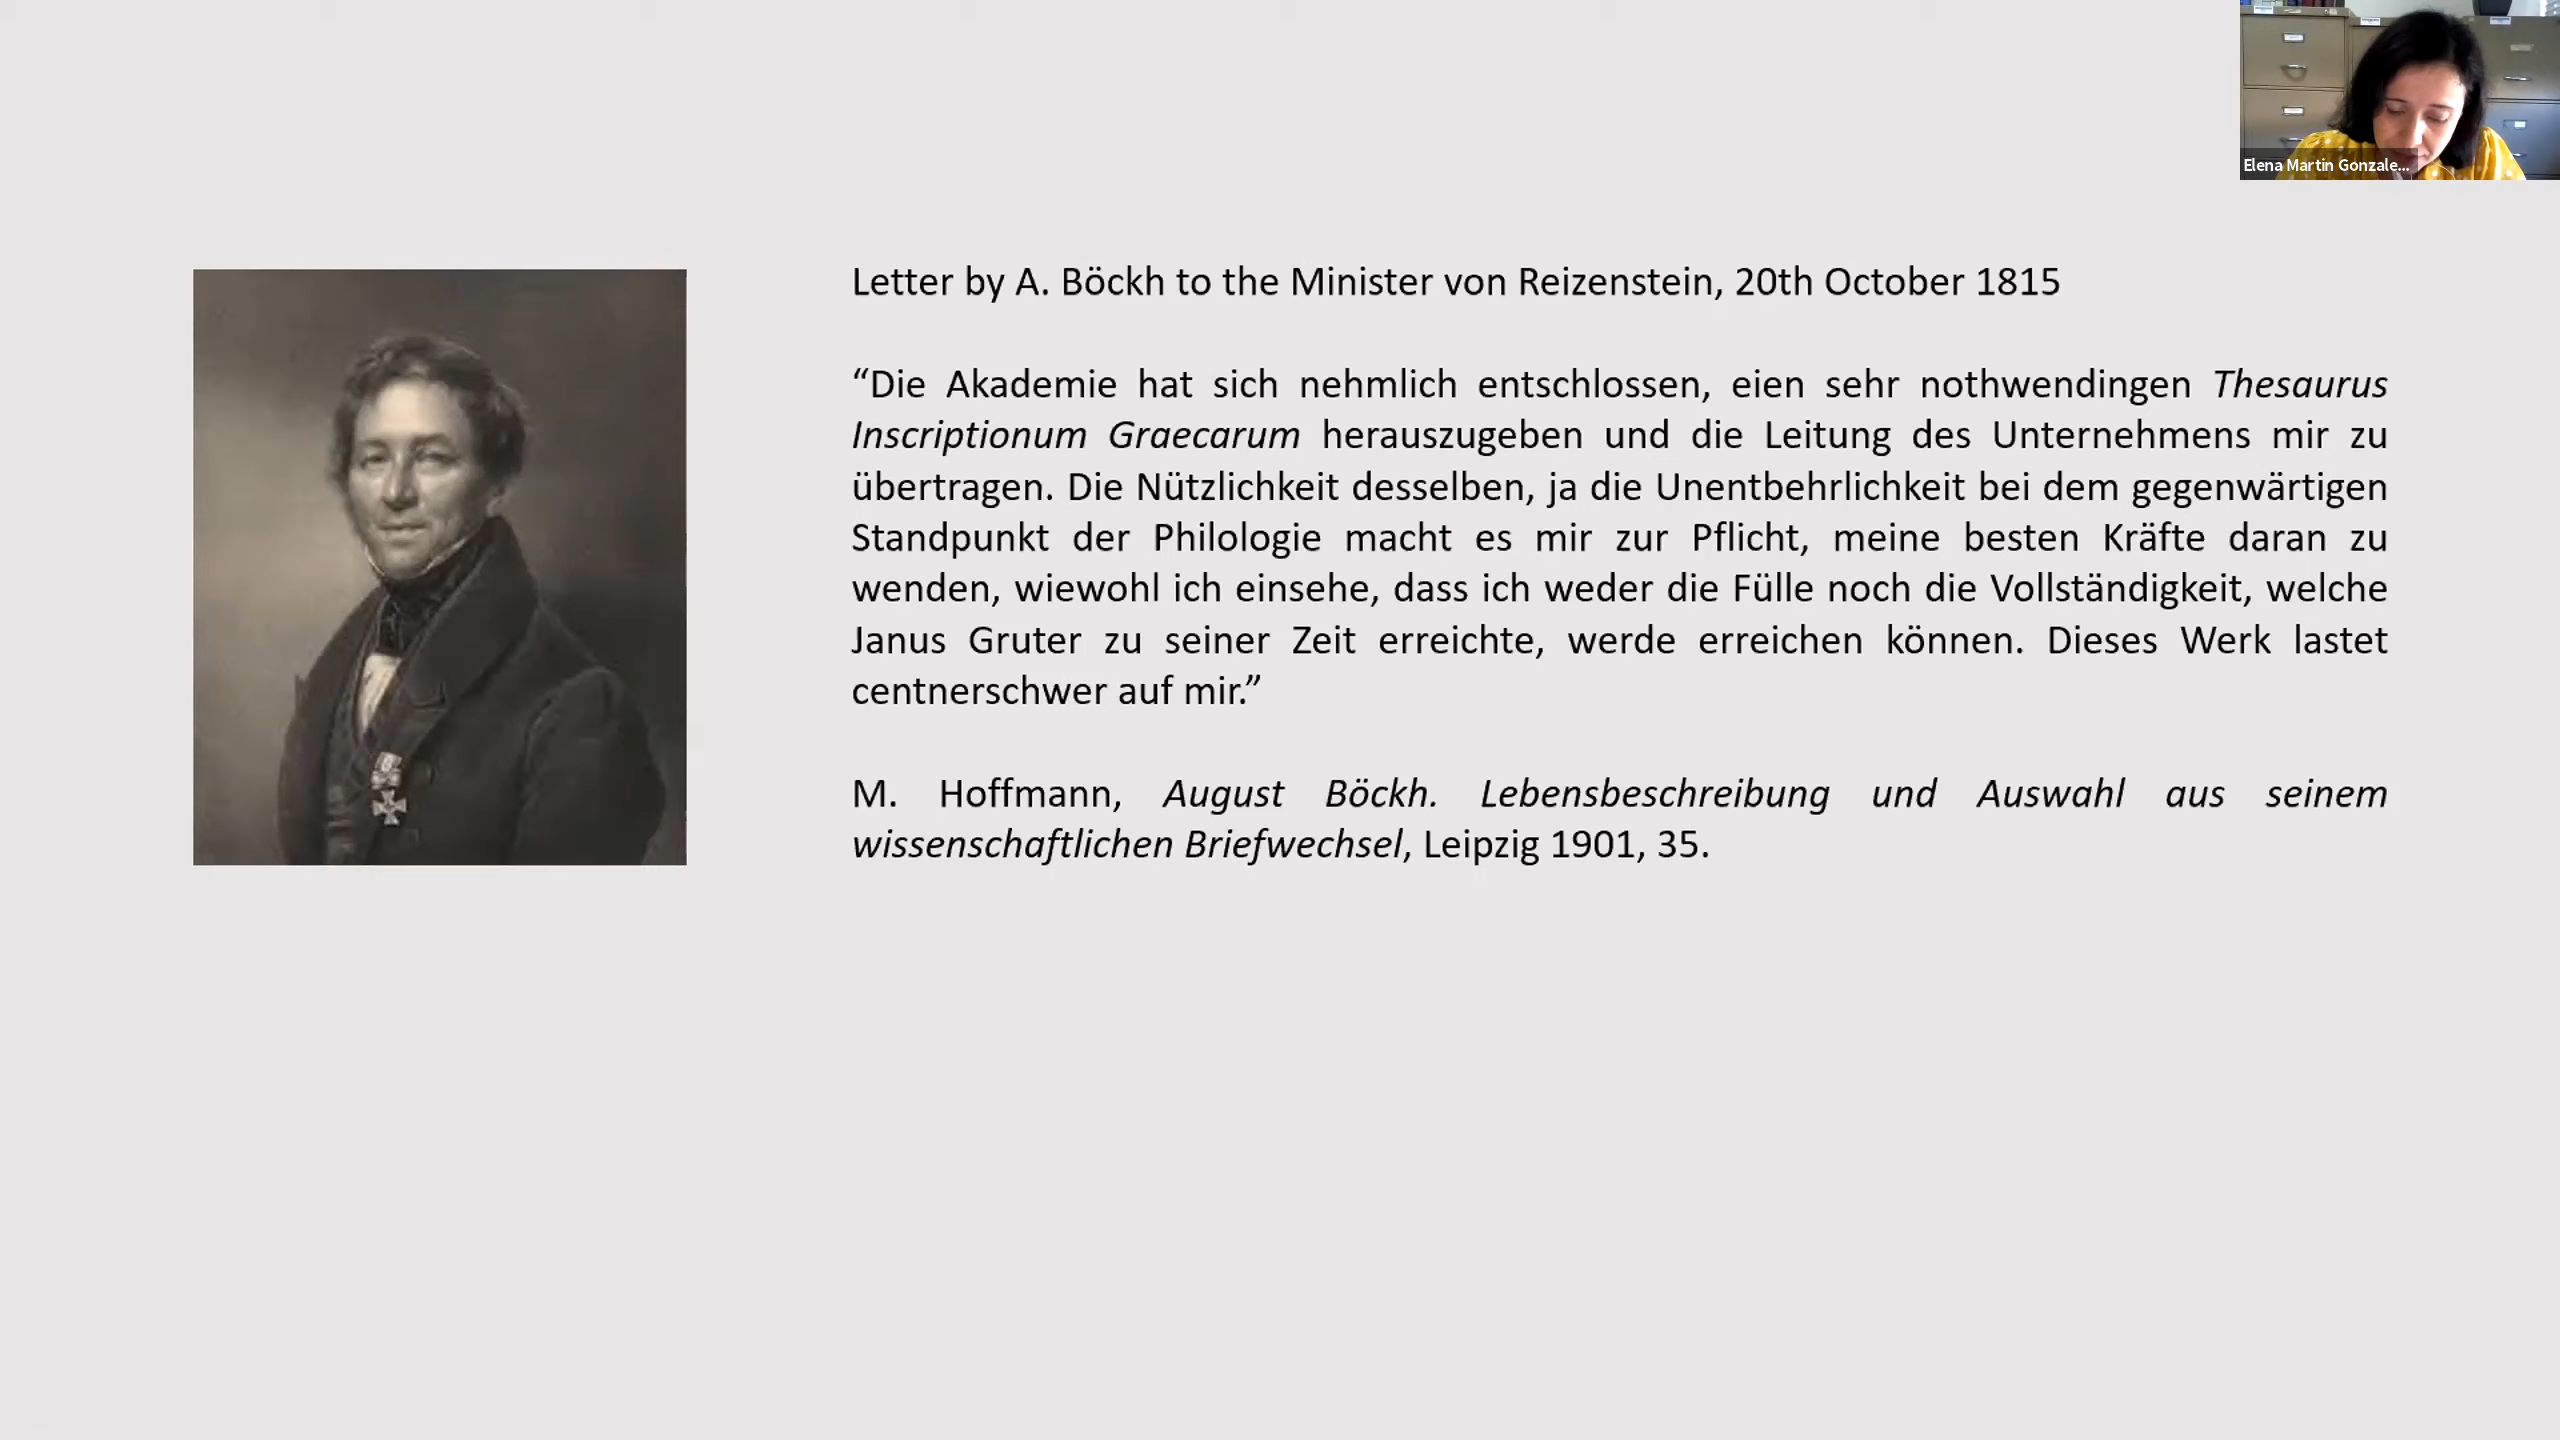 Elena Martin Gonzale...
Letter by A. Böckh to the Minister von Reizenstein, 20th October 1815
“Die Akademie hat sich nehmlich entschlossen, eien sehr nothwendingen Thesaurus
Inscriptionum Graecarum herauszugeben und die Leitung des Unternehmens mir zu
übertragen. Die Nützlichkeit desselben, ja die Unentbehrlichkeit bei dem gegenwärtigen
Standpunkt der Philologie macht es mir zur Pflicht, meine besten Kräfte daran zu
wenden, wiewohl ich einsehe, dass ich weder die Fülle noch die Vollständigkeit, welche
Janus Gruter zu seiner Zeit erreichte, werde erreichen können. Dieses Werk lastet
centnerschwer auf mir.”
M. Hoffmann, August Böckh. Lebensbeschreibung und Auswahl aus seinem
wissenschaftlichen Briefwechsel, Leipzig 1901, 35.